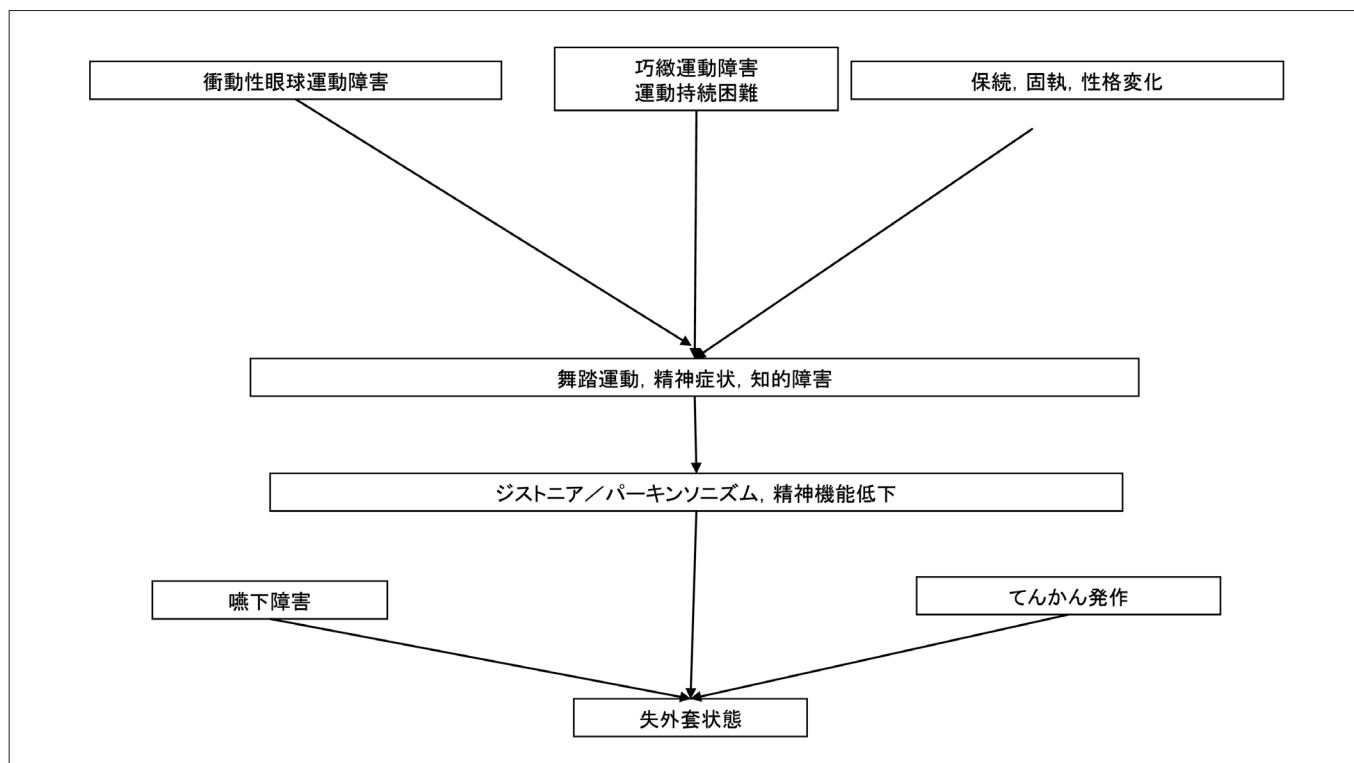 衝動性眼球運動障害
巧緻運動障害
運動持続困難
保続, 固執, 性格変化
舞踏運動, 精神症状, 知的障害
ジストニア／パーキンソニズム, 精神機能低下
嚥下障害
てんかん発作
失外套状態